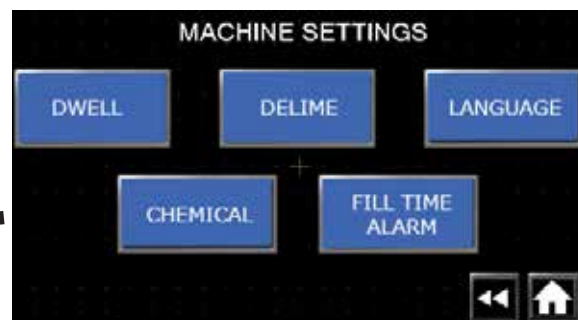 MACHINE SETTINGS
DWELL
DELIME
LANGUAGE
CHEMICAL
FILL TIME
ALARM